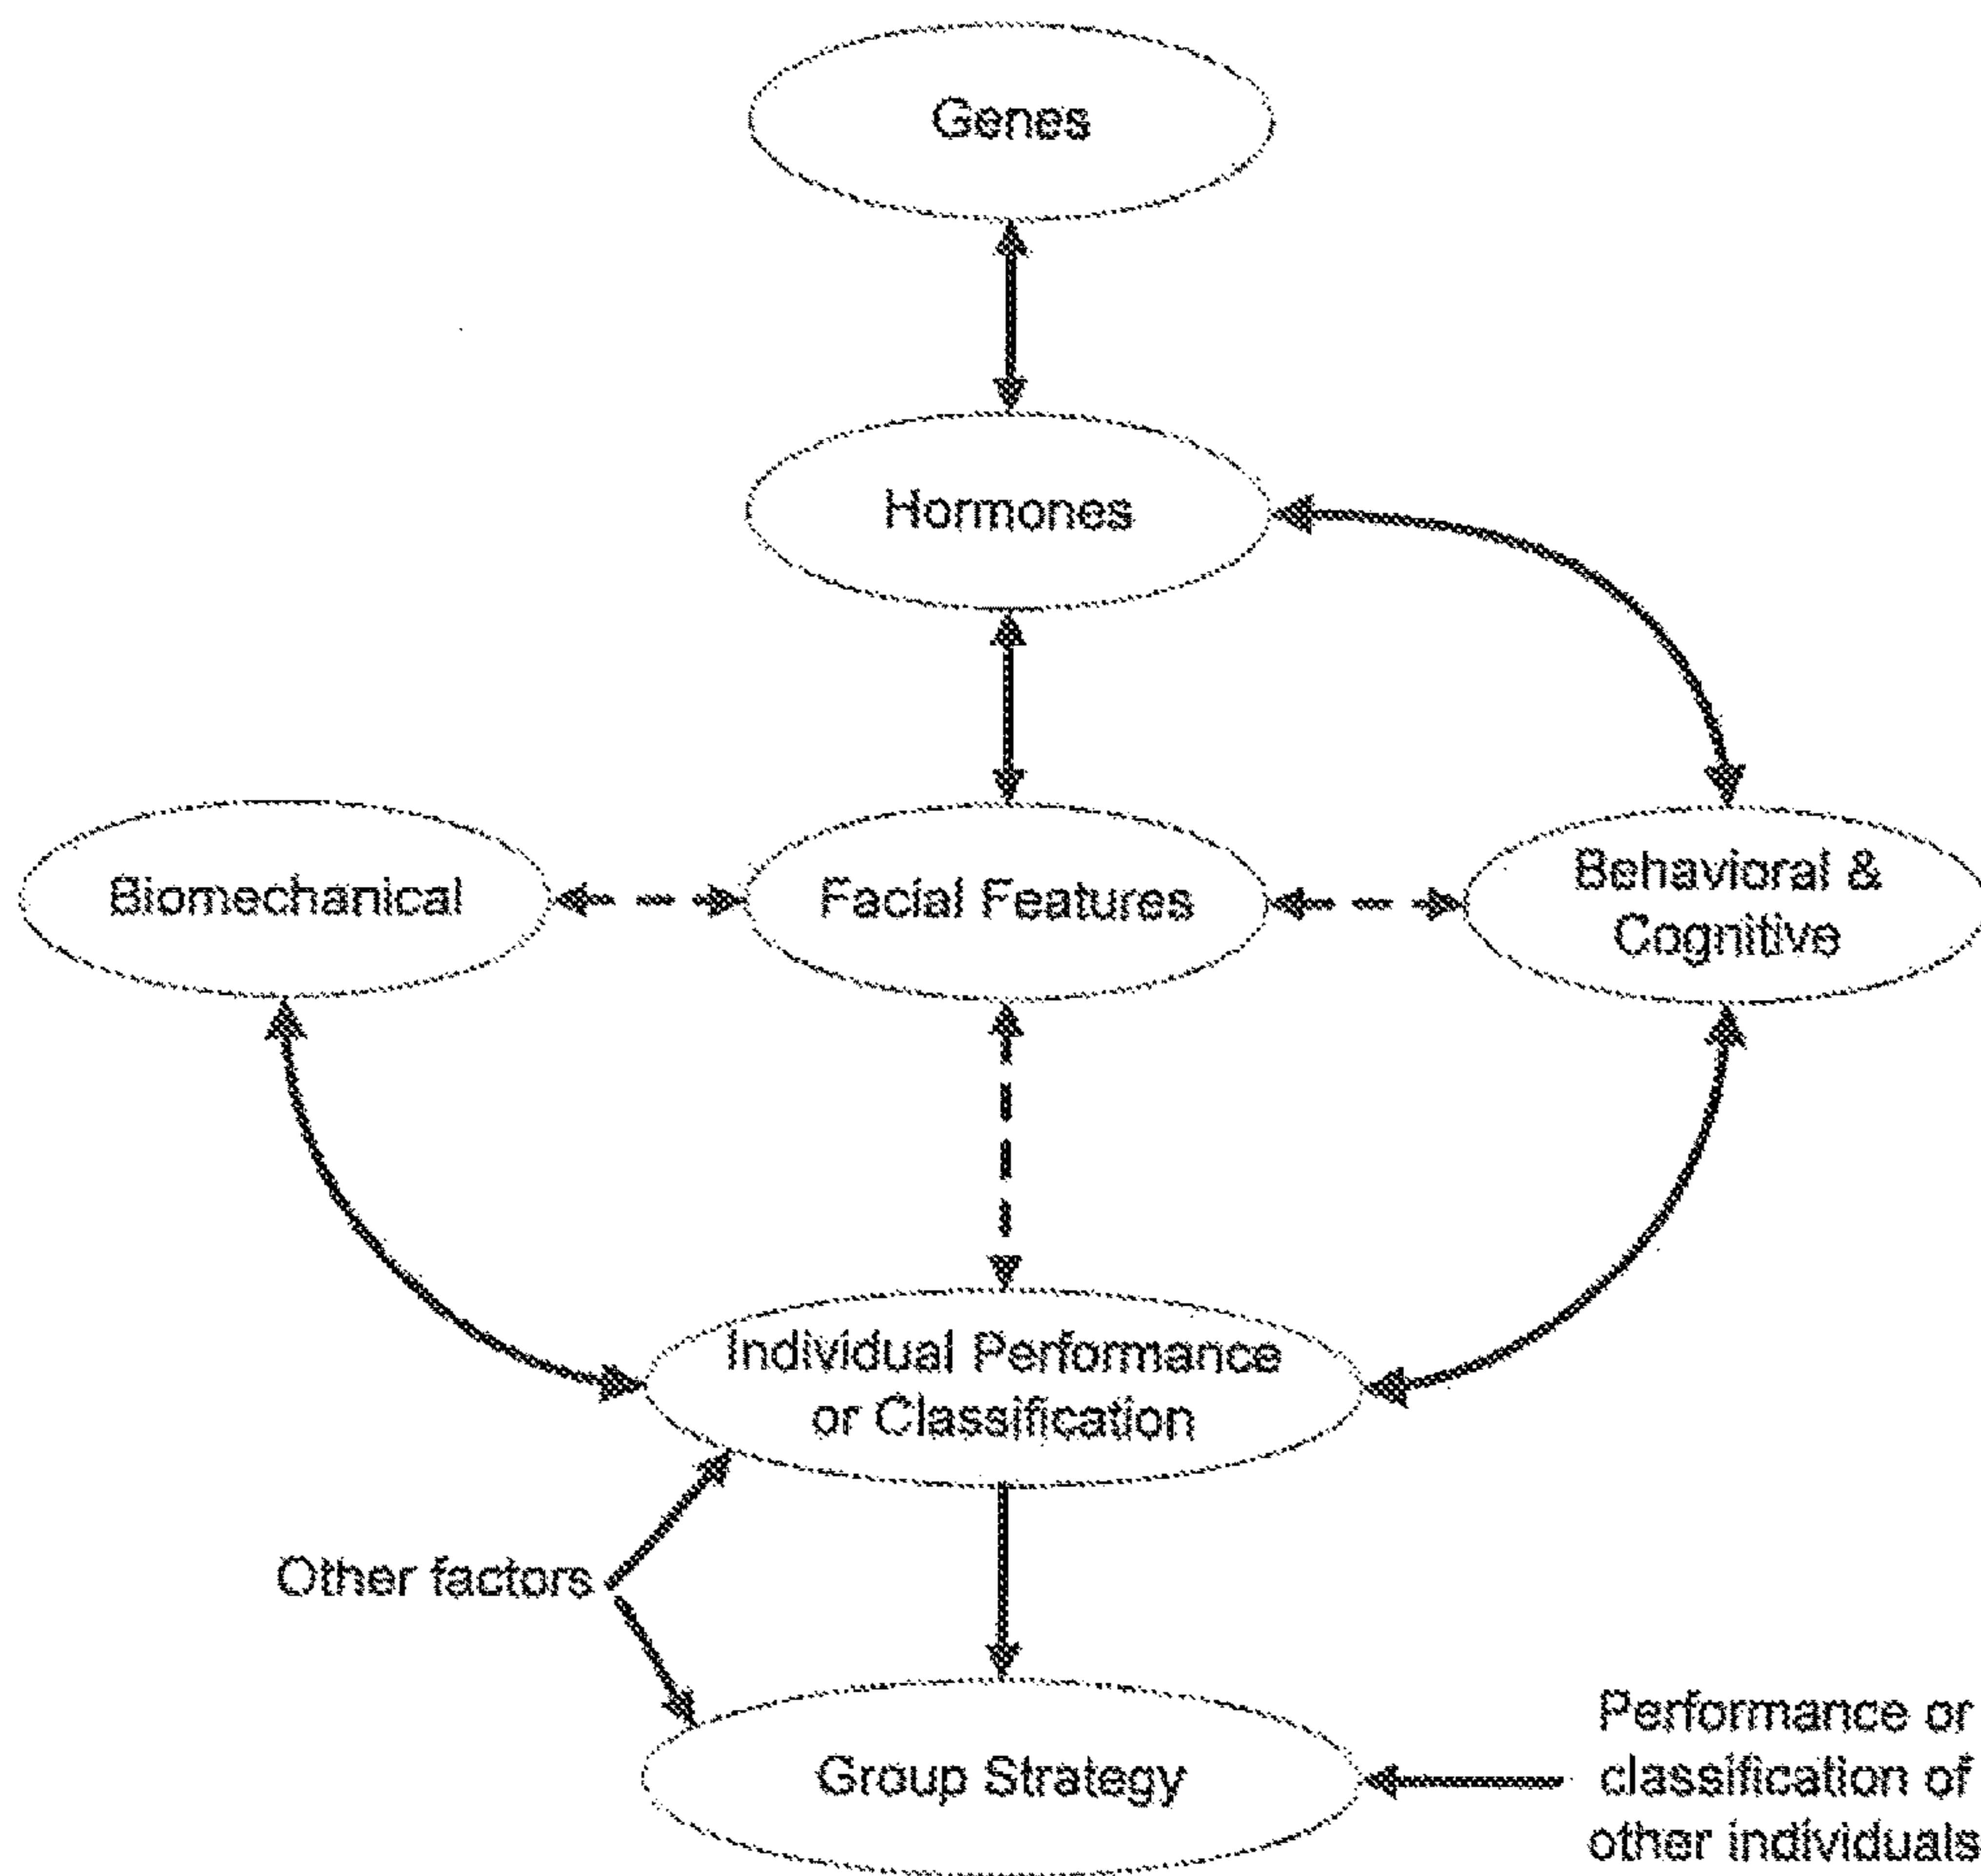 Genes
Hormones
Biomechanical
Facial Features
Behavioral &
Cognitive
Individual Performance
or Classification
Other factors
Group Strategy
Performance or
classification of
other individuals